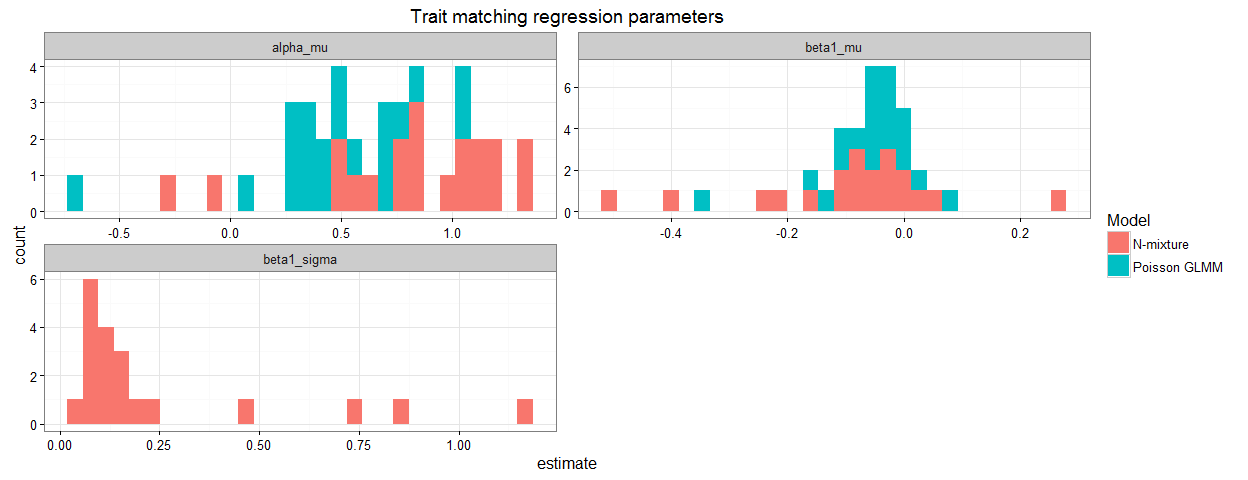 Trait matching regression parameters
alpha_mu
beta1_mu
4
3
2
1
0
-0.5
0.0
0.5
1.0
6
4
2
0
-0.4
-0.2
0.0
0.2
beta1_sigma
6
4
2
0
0.00
0.25
0.50
0.75
1.00
count
estimate
Model
N-mixture
Poisson GLMM